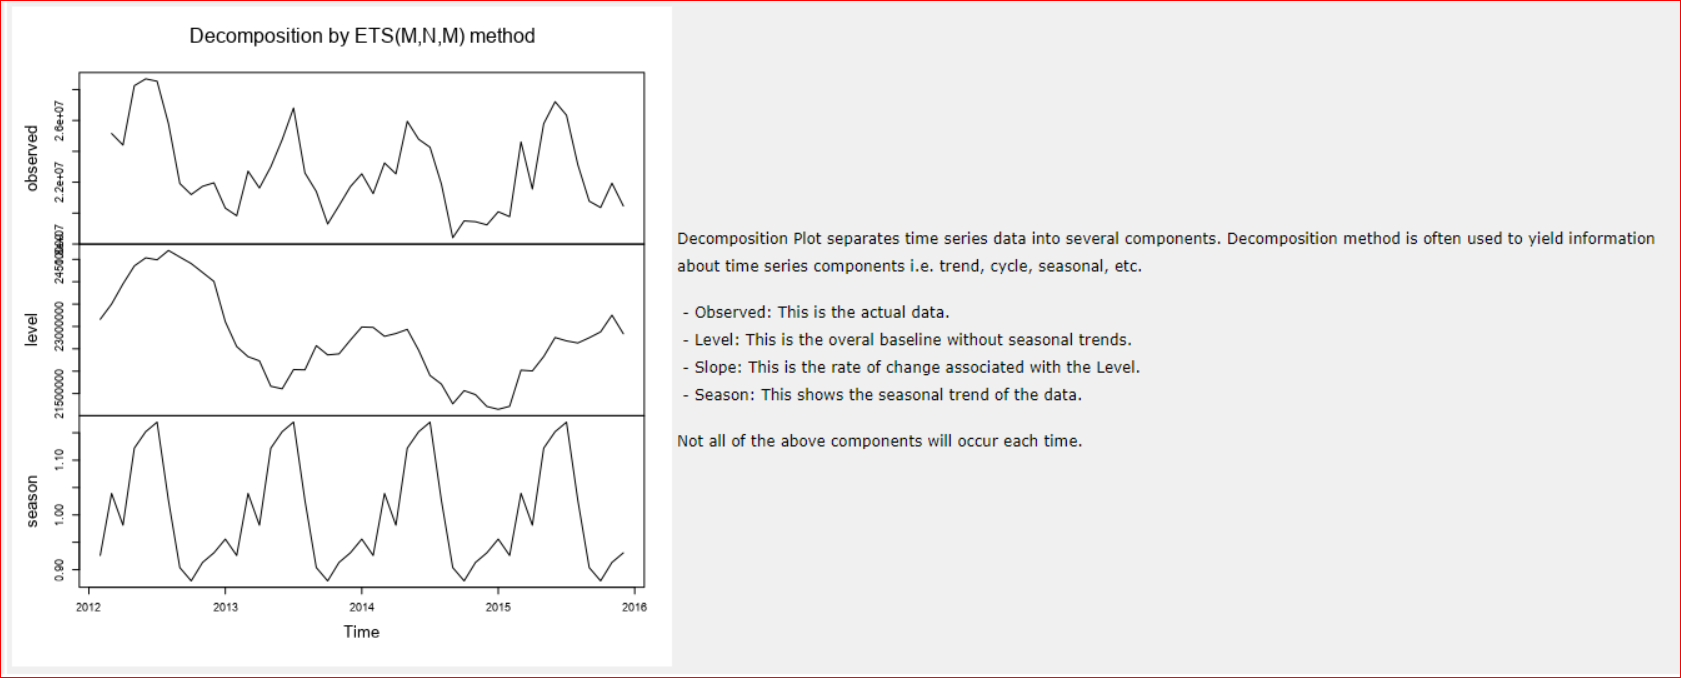 Decomposition by ETS(M,N,M) method
observed
2.6e+07
2.2e+07
level
23000000
21500000
season
1.10
1.00
0.90
2012 2013 2014 2015 2016
Time
Decomposition Plot separates time series data into several components. Decomposition method is often used to yield information
about time series components i.e. trend, cycle, seasonal, etc.
- Observed: This is the actual data.
- Level: This is the overal baseline without seasonal trends.
- Slope: This is the rate of change associated with the Level.
- Season: This shows the seasonal trend of the data.
Not all of the above components will occur each time.